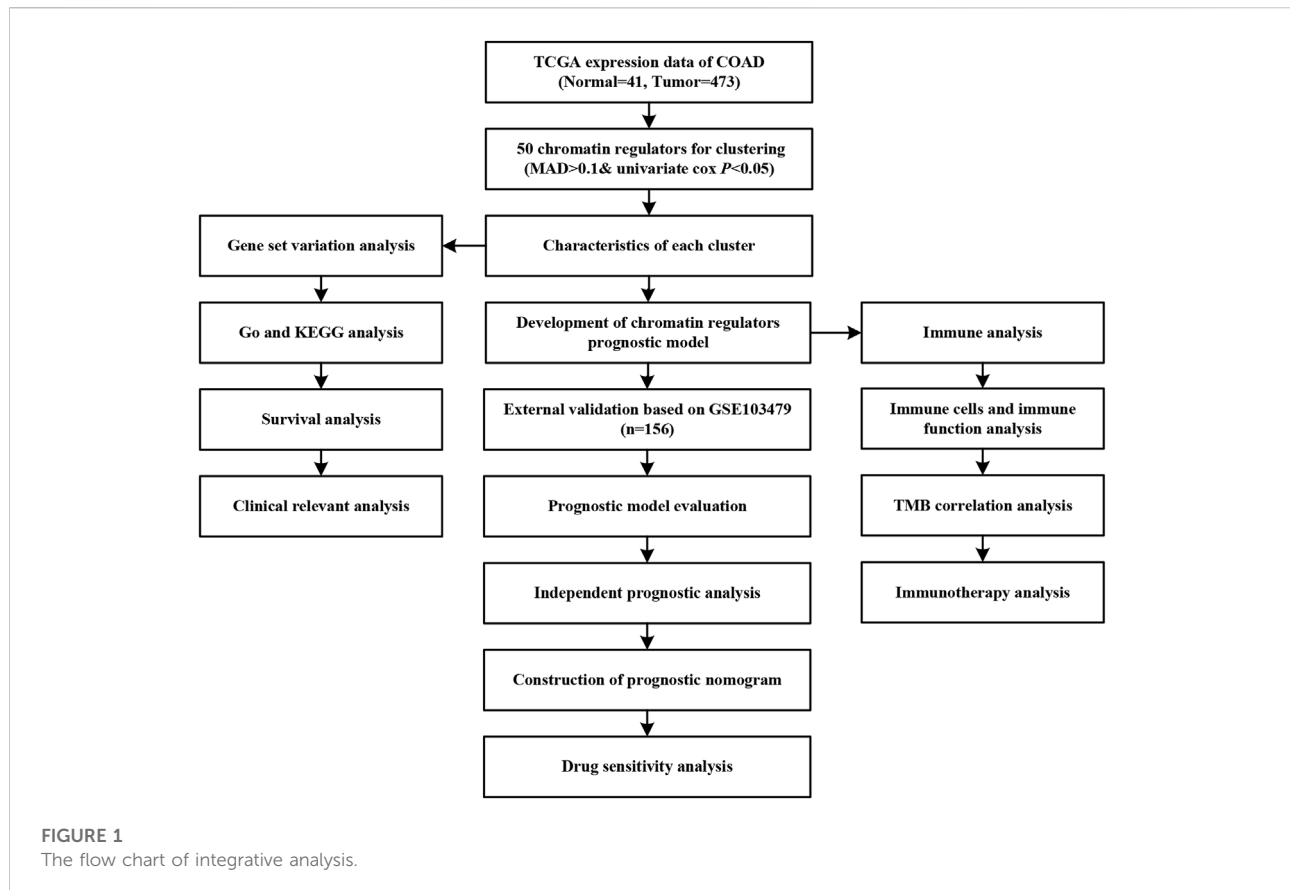 TCGA expression data of COAD
(Normal=41, Tumor=473)
50 chromatin regulators for clustering
(MAD>0.1& univariate cox P<0.05)
Characteristics of each cluster
Gene set variation analysis
Go and KEGG analysis
Survival analysis
Clinical relevant analysis
Development of chromatin regulators
prognostic model
External validation based on GSE103479
(n=156)
Prognostic model evaluation
Independent prognostic analysis
Construction of prognostic nomogram
Drug sensitivity analysis
Immune analysis
Immune cells and immune
function analysis
TMB correlation analysis
Immunotherapy analysis
FIGURE 1
The flow chart of integrative analysis.